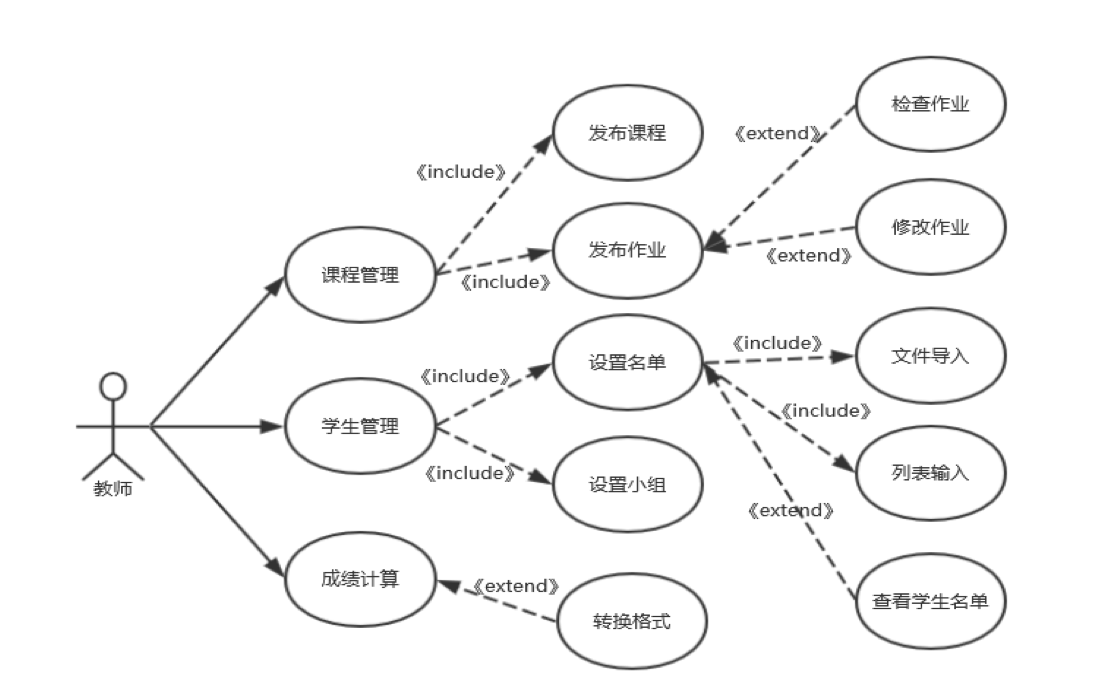 检查作业
发布课程
《extend》
《include》
修改作业
发布作业
《extend》
课程管理
《include》
《include》
文件导入
设置名单
《include》
《include》
学生管理
列表输入
《include》
设置小组
教师
《extend》
成绩计算
《extend》
查看学生名单
转换格式